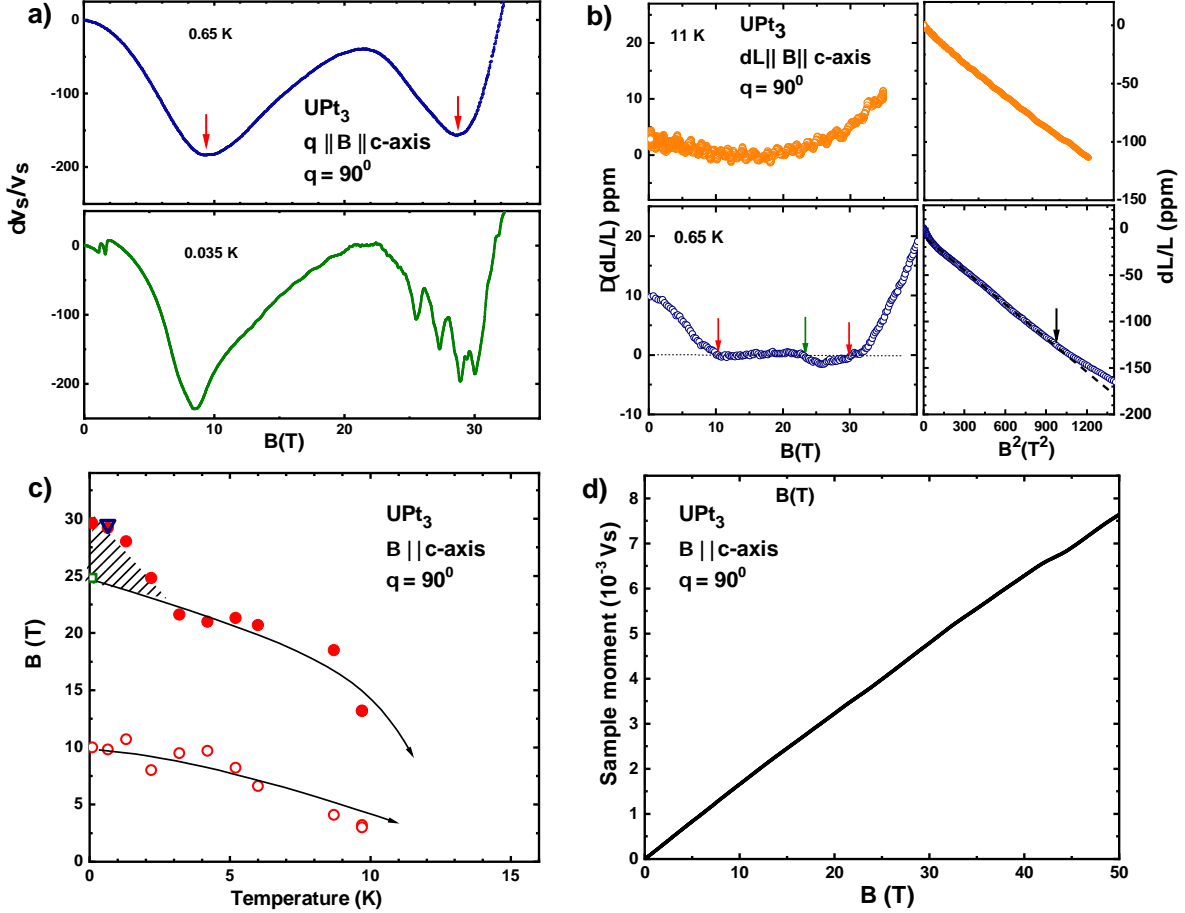 a)
0
-100
-200
0.65 K
UPt3
q || B || c-axis
q = 90⁰
dvS/vS
0
-100
-200
0.035 K
0 10 20 30
B(T)
b)
20
10
0
11 K
UPt3
dL|| B|| c-axis
q = 90⁰
0
-50
-100
-150
D(dL/L) ppm
dL/L (ppm)
20
10
0
-10
0.65 K
0
-50
-100
-150
-200
0 10 20 30
B(T)
0 300 600 900 1200
B²(T²)
c)
30
25
20
15
10
5
0
B (T)
UPt3
B || c-axis
q = 90⁰
0 5 10 15
Temperature (K)
d)
B(T)
8
7
6
5
4
3
2
1
0
Sample moment (10⁻³ Vs)
UPt3
B || c-axis
q = 90⁰
0 10 20 30 40 50
B (T)